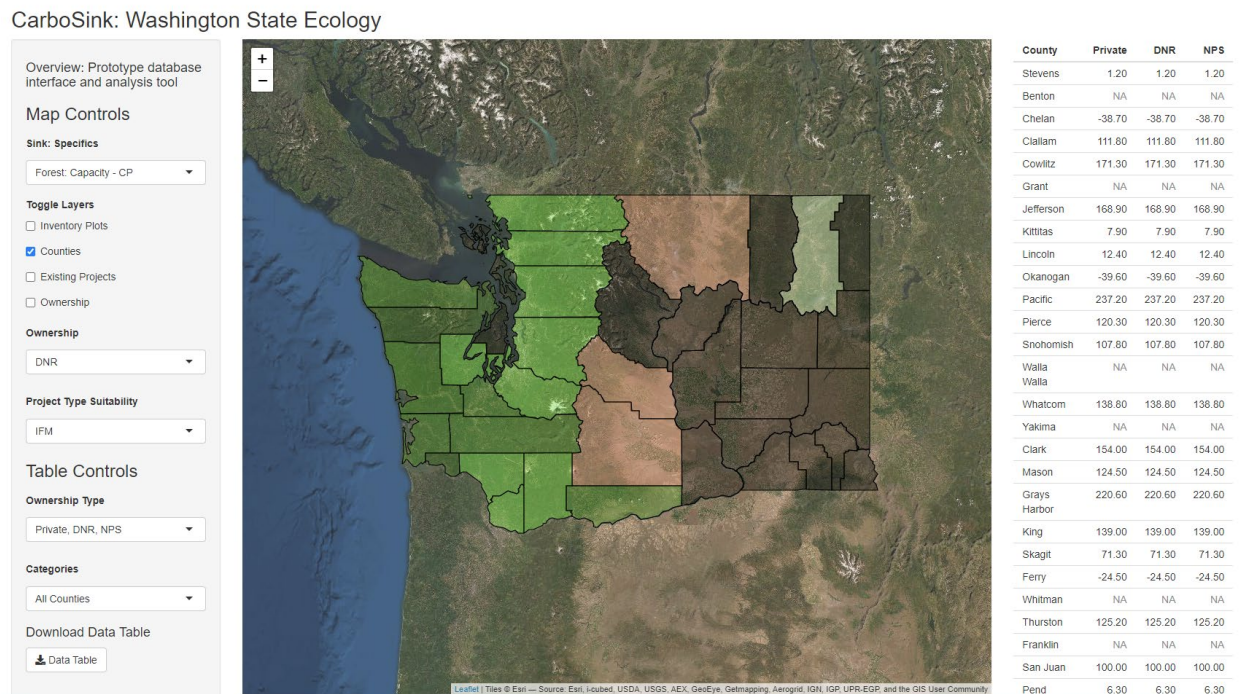 CarboSink: Washington State Ecology
Overview: Prototype database
interface and analysis tool
Map Controls
Sink: Specifics
Forest: Capacity - CP
Toggle Layers
Inventory Plots
Counties
Existing Projects
Ownership
Ownership
DNR
Project Type Suitability
IFM
Table Controls
Ownership Type
Private, DNR, NPS
Categories
All Counties
Download Data Table
Data Table
+
−
Leaflet | Tiles © Esri — Source: Esri, i-cubed, USDA, USGS, AEX, GeoEye, Getmapping, Aerogrid, IGN, IGP, UPR-EGP, and the GIS User Community
County Private DNR NPS
Stevens 1.20 1.20 1.20
Benton NA NA NA
Chelan -38.70 -38.70 -38.70
Clallam 111.80 111.80 111.80
Cowlitz 171.30 171.30 171.30
Grant NA NA NA
Jefferson 168.90 168.90 168.90
Kittitas 7.90 7.90 7.90
Lincoln 12.40 12.40 12.40
Okanogan -39.60 -39.60 -39.60
Pacific 237.20 237.20 237.20
Pierce 120.30 120.30 120.30
Snohomish 107.80 107.80 107.80
Walla NA NA NA
Walla
Whatcom 138.80 138.80 138.80
Yakima NA NA NA
Clark 154.00 154.00 154.00
Mason 124.50 124.50 124.50
Grays 220.60 220.60 220.60
Harbor
King 139.00 139.00 139.00
Skagit 71.30 71.30 71.30
Ferry -24.50 -24.50 -24.50
Whitman NA NA NA
Thurston 125.20 125.20 125.20
Franklin NA NA NA
San Juan 100.00 100.00 100.00
Pend 6.30 6.30 6.30